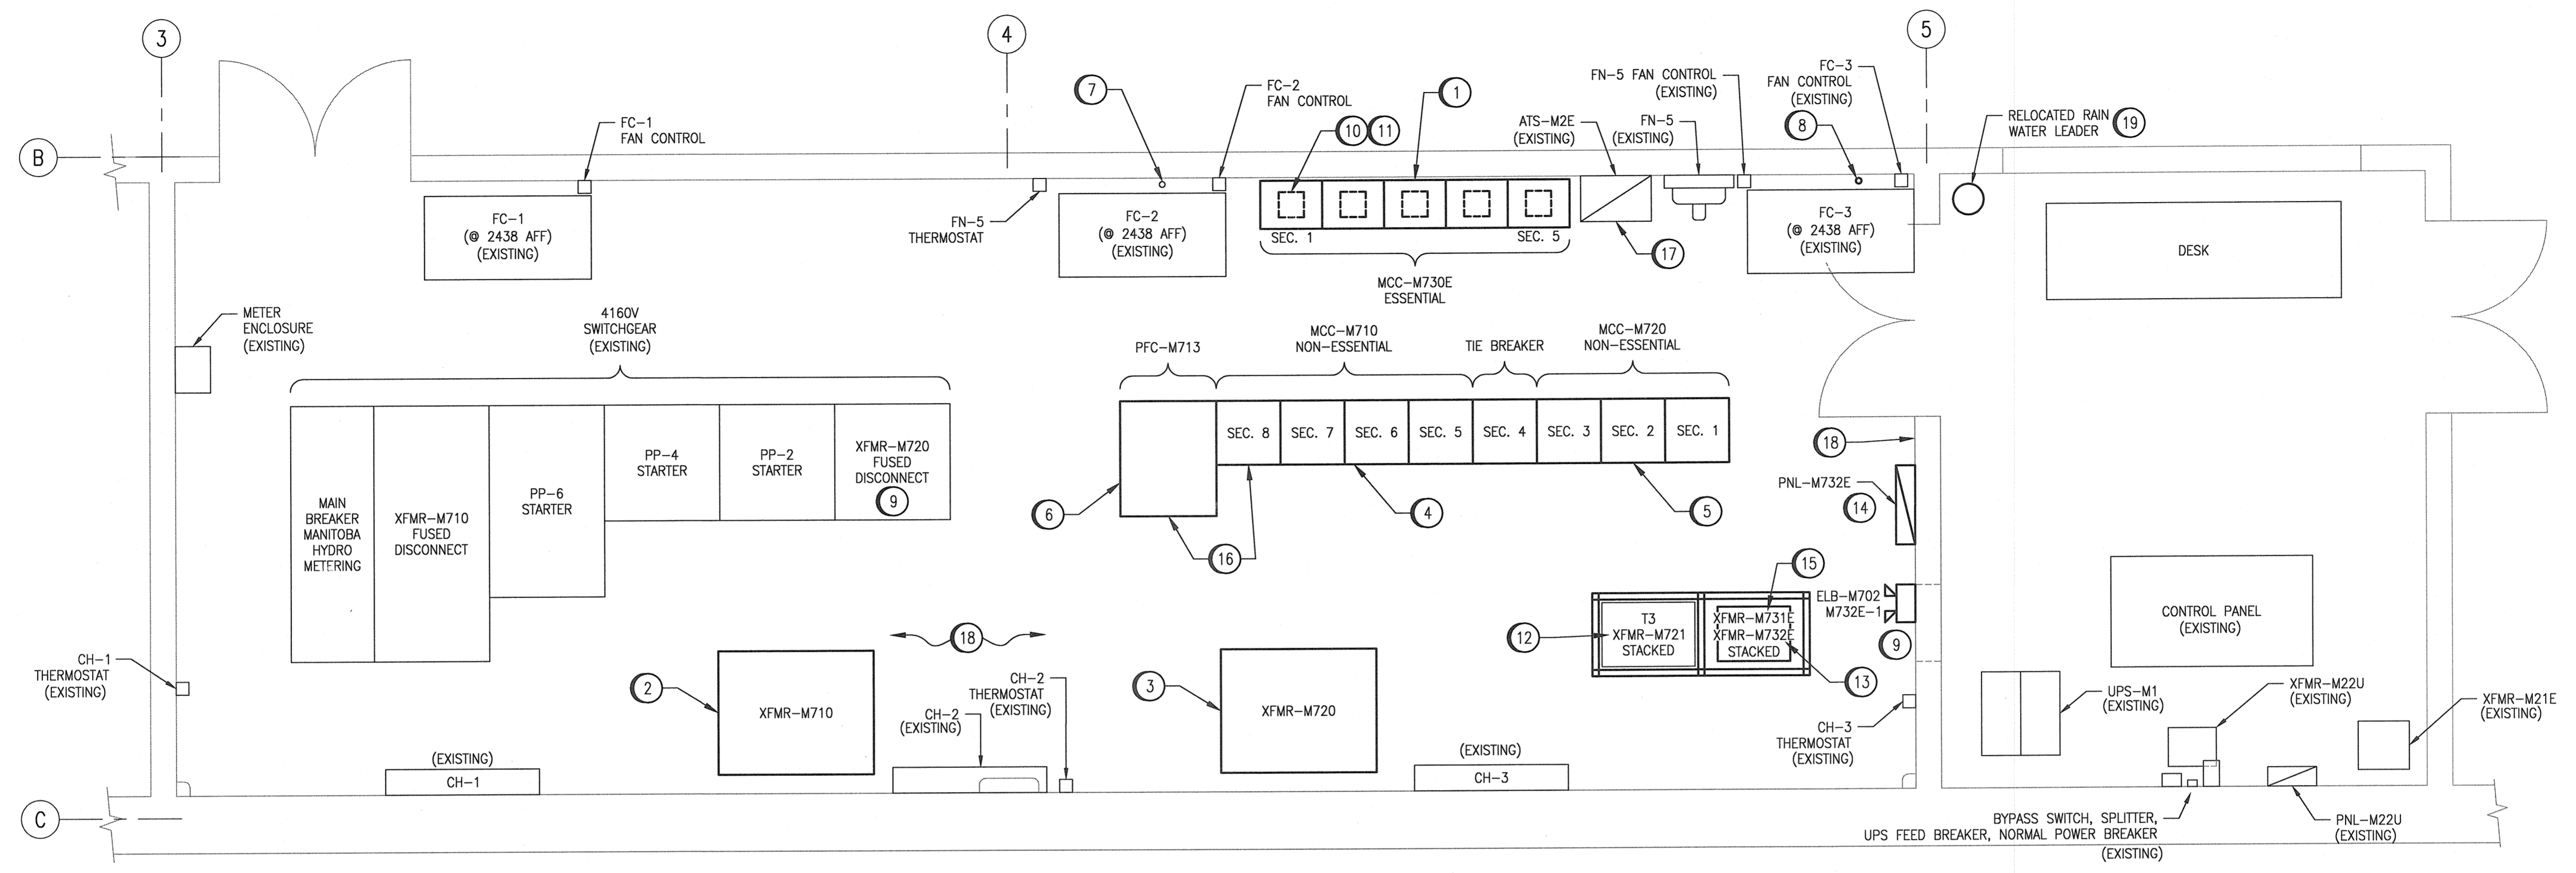 3
4
5
B
C
FC-1
FAN CONTROL
7
FC-2
FAN CONTROL
1
10
11
FN-5 FAN CONTROL
(EXISTING)
FC-3
FAN CONTROL
(EXISTING)
ATS-M2E
(EXISTING)
FN-5
(EXISTING)
8
RELOCATED RAIN
WATER LEADER
19
FC-1
(@ 2438 AFF)
(EXISTING)
FN-5
THERMOSTAT
FC-2
(@ 2438 AFF)
(EXISTING)
SEC. 1
SEC. 5
MCC-M730E
ESSENTIAL
17
FC-3
(@ 2438 AFF)
(EXISTING)
DESK
METER
ENCLOSURE
(EXISTING)
4160V
SWITCHGEAR
(EXISTING)
PFC-M713
MCC-M710
NON-ESSENTIAL
TIE BREAKER
MCC-M720
NON-ESSENTIAL
MAIN
BREAKER
MANITOBA
HYDRO
METERING
XFMR-M710
FUSED
DISCONNECT
PP-6
STARTER
PP-4
STARTER
PP-2
STARTER
XFMR-M720
FUSED
DISCONNECT
9
SEC. 8
SEC. 7
SEC. 6
SEC. 5
SEC. 4
SEC. 3
SEC. 2
SEC. 1
6
16
4
5
18
PNL-M732E
14
15
12
T3
XFMR-M721
STACKED
XFMR-M731E
XFMR-M732E
STACKED
13
ELB-M702
M732E-1
9
CONTROL PANEL
(EXISTING)
CH-1
THERMOSTAT
(EXISTING)
18
2
XFMR-M710
CH-2
THERMOSTAT
(EXISTING)
CH-2
(EXISTING)
3
XFMR-M720
(EXISTING)
CH-1
(EXISTING)
CH-3
CH-3
THERMOSTAT
(EXISTING)
UPS-M1
(EXISTING)
XFMR-M22U
(EXISTING)
XFMR-M21E
(EXISTING)
BYPASS SWITCH, SPLITTER,
UPS FEED BREAKER, NORMAL POWER BREAKER
(EXISTING)
PNL-M22U
(EXISTING)